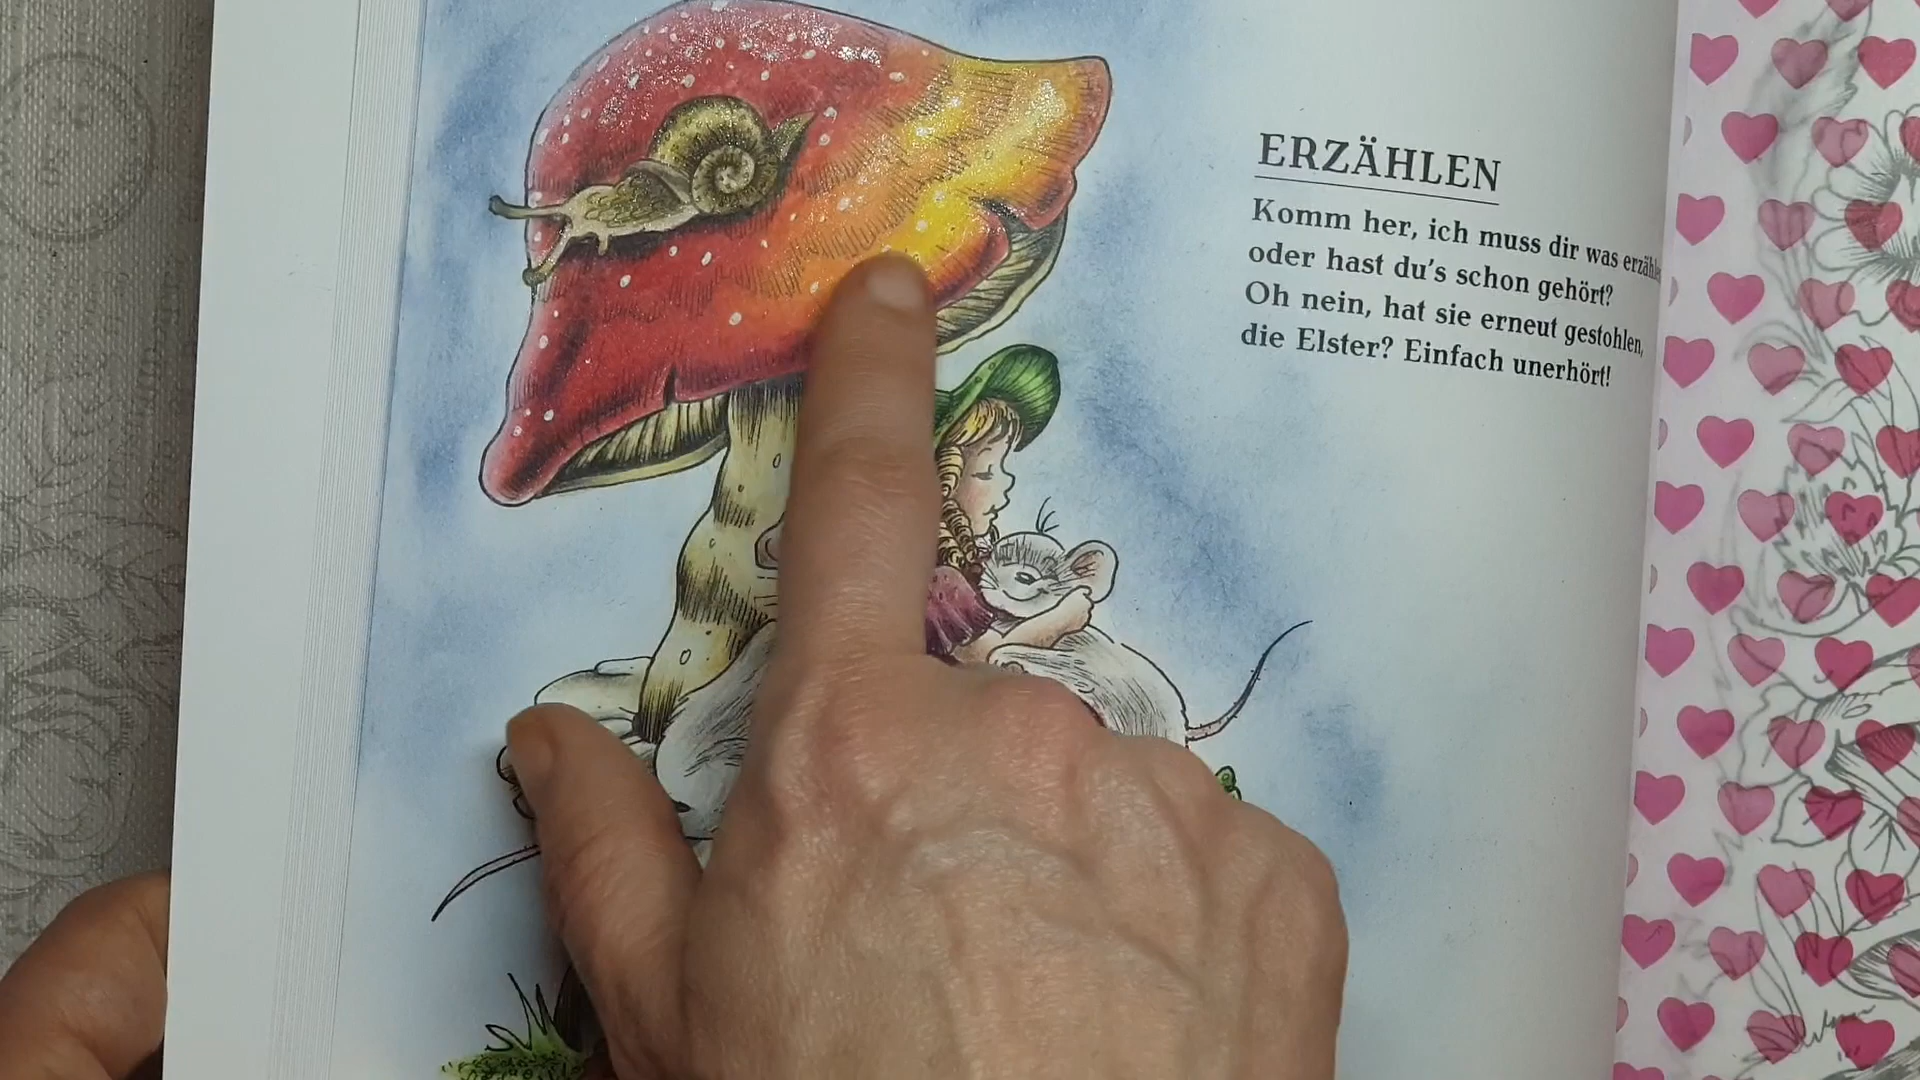 ERZÄHLEN
Komm her, ich muss dir was erzählen
oder hast du's schon gehört?
Oh nein, hat sie erneut gestohlen,
die Elster? Einfach unerhört!